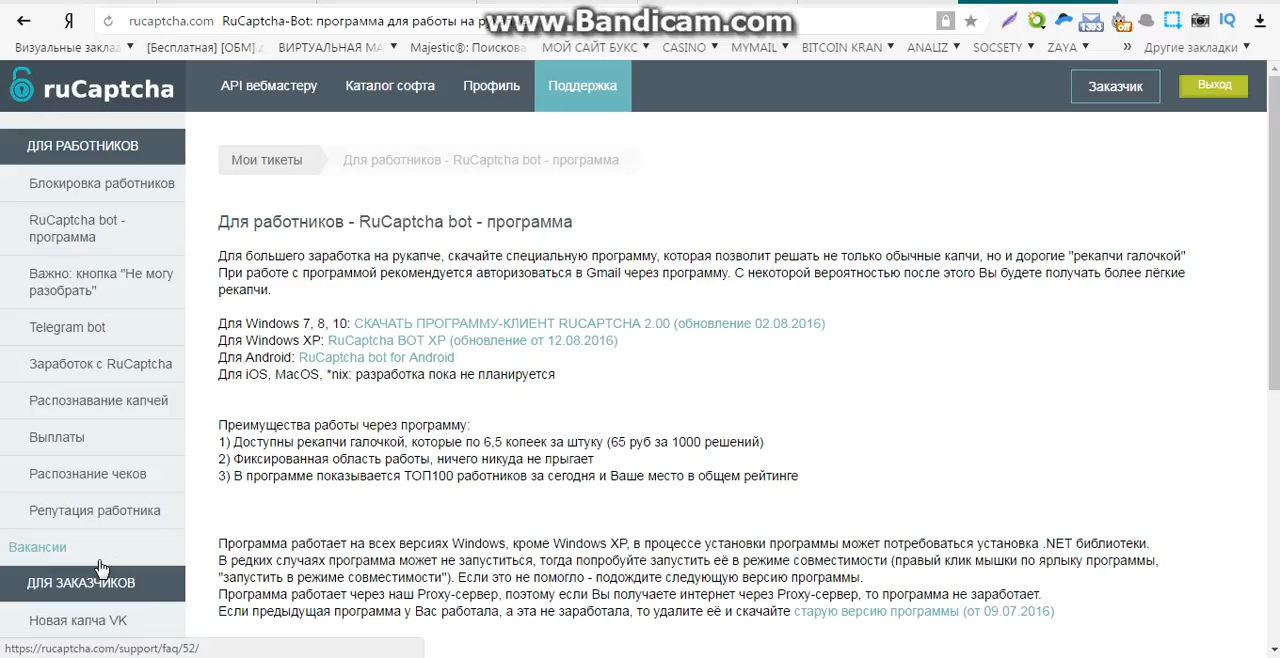 rucaptcha.com RuCaptcha-Bot: программа для работы на
www.Bandicam.com
Визуальные заклад
[Бесплатная] [ОБМ]
ВИРТУАЛЬНАЯ МА
Majestic®: Поискова
МОЙ САЙТ БУКС
CASINO
MYMAIL
BITCOIN KRAN
ANALIZ
SOCSETY
ZAYA
» Другие закладки
1393
off
IQ
Я
ruCaptcha
API вебмастеру
Каталог софта
Профиль
Поддержка
Заказчик
Выход
ДЛЯ РАБОТНИКОВ
Блокировка работников
RuCaptcha bot -
программа
Важно: кнопка "Не могу
разобрать"
Telegram bot
Заработок с RuCaptcha
Распознавание капчей
Выплаты
Распознание чеков
Репутация работника
Вакансии
ДЛЯ ЗАКАЗЧИКОВ
Новая капча VK
https://rucaptcha.com/support/faq/52/
Мои тикеты
Для работников - RuCaptcha bot - программа
Для работников - RuCaptcha bot - программа
Для большего заработка на рукапче, скачайте специальную программу, которая позволит решать не только обычные капчи, но и дорогие "рекапчи галочкой"
При работе с программой рекомендуется авторизоваться в Gmail через программу. С некоторой вероятностью после этого Вы будете получать более лёгкие
рекапчи.
Для Windows 7, 8, 10: СКАЧАТЬ ПРОГРАММУ-КЛИЕНТ RUCAPTCHA 2.00 (обновление 02.08.2016)
Для Windows XP: RuCaptcha BOT XP (обновление от 12.08.2016)
Для Android: RuCaptcha bot for Android
Для iOS, MacOS, *nix: разработка пока не планируется
Преимущества работы через программу:
1) Доступны рекапчи галочкой, которые по 6,5 копеек за штуку (65 руб за 1000 решений)
2) Фиксированная область работы, ничего никуда не прыгает
3) В программе показывается ТОП100 работников за сегодня и Ваше место в общем рейтинге
Программа работает на всех версиях Windows, кроме Windows XP, в процессе установки программы может потребоваться установка .NET библиотеки.
В редких случаях программа может не запуститься, тогда попробуйте запустить её в режиме совместимости (правый клик мышки по ярлыку программы,
"запустить в режиме совместимости"). Если это не помогло - подождите следующую версию программы.
Программа работает через наш Proxy-сервер, поэтому если Вы получаете интернет через Proxy-сервер, то программа не заработает.
Если предыдущая программа у Вас работала, а эта не заработала, то удалите её и скачайте старую версию программы (от 09.07.2016)